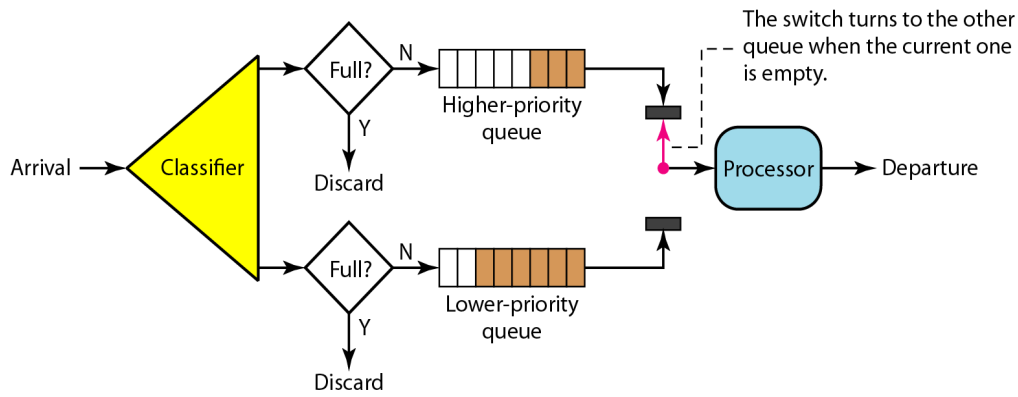 The switch turns to the other
queue when the current one
is empty.
Full?
N
Higher-priority
queue
Y
Discard
Arrival
Classifier
Processor
Departure
Full?
N
Lower-priority
queue
Y
Discard